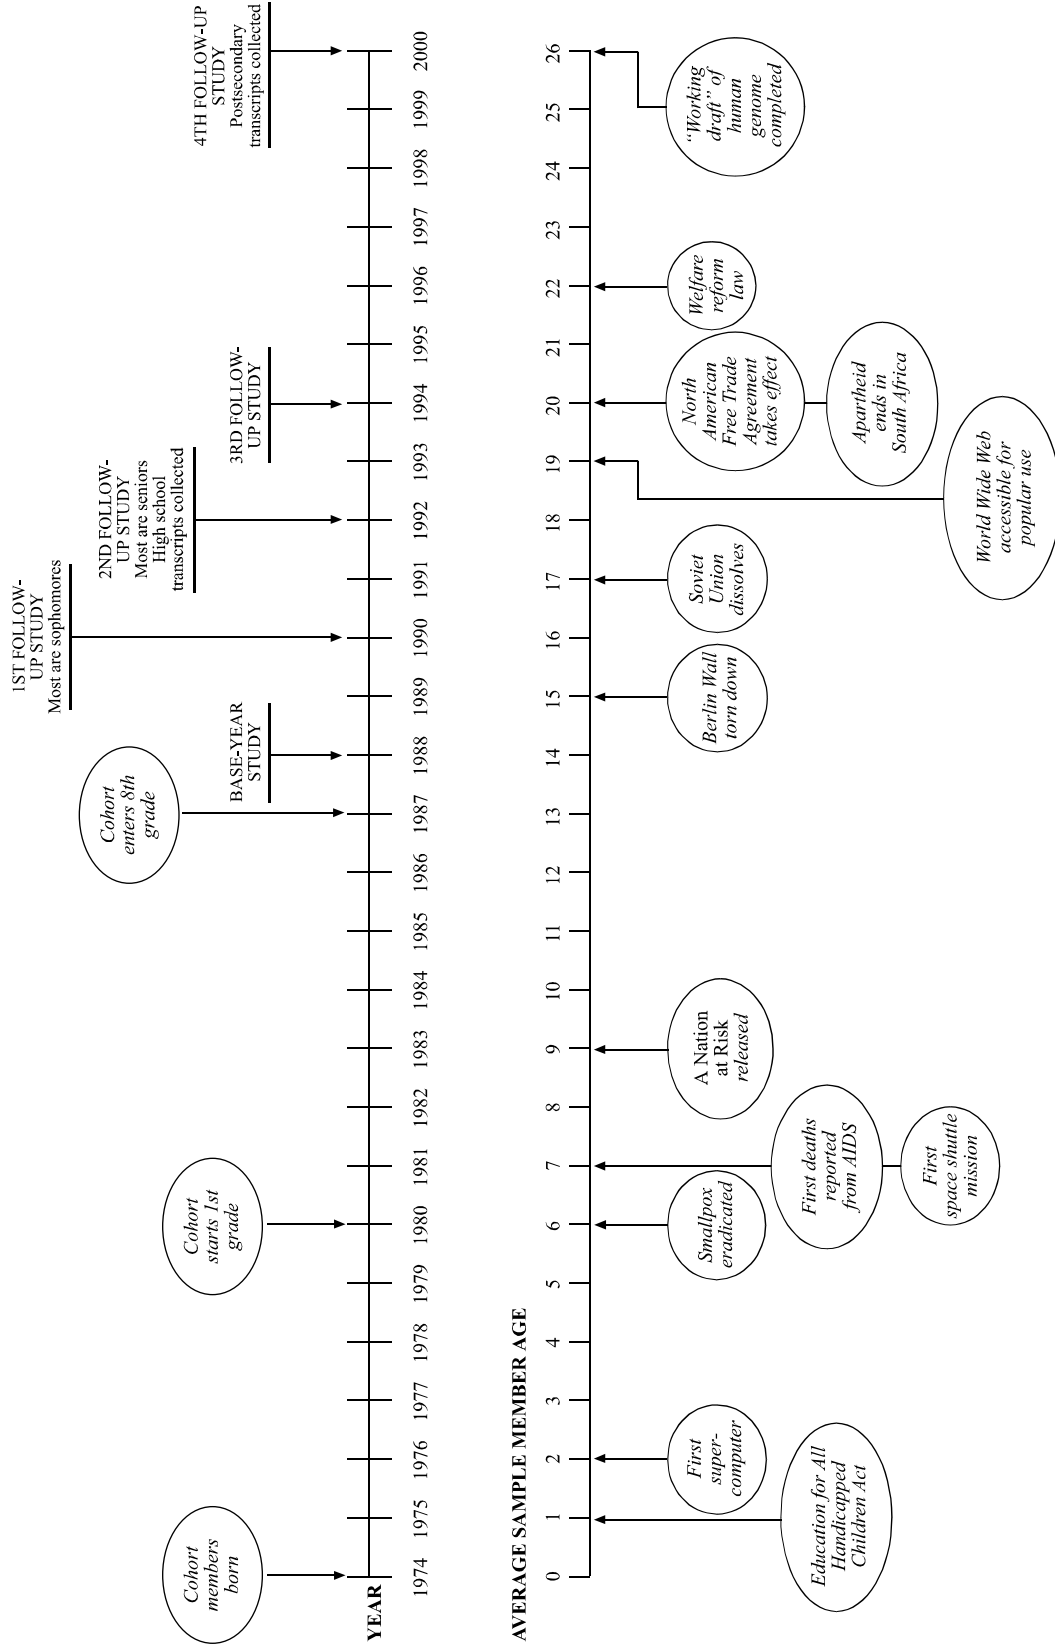 Cohort
members
born
Cohort
starts 1st
grade
Cohort
enters 8th
grade
BASE-YEAR
STUDY
1ST FOLLOW-
UP STUDY
Most are sophomores
2ND FOLLOW-
UP STUDY
Most are seniors
High school
transcripts collected
3RD FOLLOW-
UP STUDY
4TH FOLLOW-UP
STUDY
Postsecondary
transcripts collected
YEAR
1974 1975 1976 1977 1978 1979 1980 1981 1982 1983 1984 1985 1986 1987 1988 1989 1990 1991 1992 1993 1994 1995 1996 1997 1998 1999 2000
AVERAGE SAMPLE MEMBER AGE
0 1 2 3 4 5 6 7 8 9 10 11 12 13 14 15 16 17 18 19 20 21 22 23 24 25 26
Education for All
Handicapped
Children Act
First
super-
computer
Smallpox
eradicated
First deaths
reported
from AIDS
First
space shuttle
mission
A Nation
at Risk
released
Berlin Wall
torn down
Soviet
Union
dissolves
World Wide Web
accessible for
popular use
North
American
Free Trade
Agreement
takes effect
Apartheid
ends in
South Africa
Welfare
reform
law
“Working
draft” of
human
genome
completed